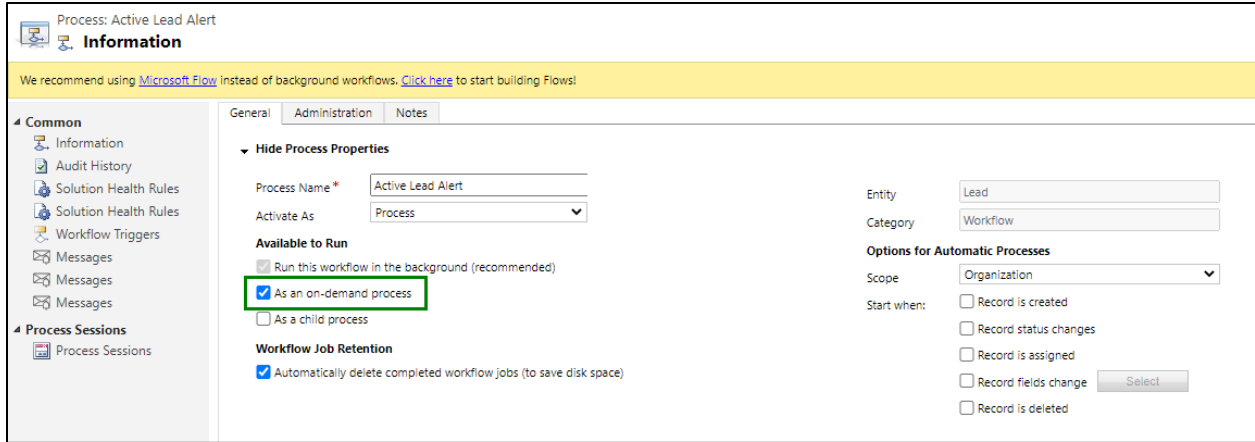 Process: Active Lead Alert
Information
We recommend using Microsoft Flow instead of background workflows. Click here to start building Flows!
Common
Information
Audit History
Solution Health Rules
Solution Health Rules
Workflow Triggers
Messages
Messages
Messages
Process Sessions
Process Sessions
General Administration Notes
Hide Process Properties
Process Name * Active Lead Alert
Activate As Process
Available to Run
Run this workflow in the background (recommended)
As an on-demand process
As a child process
Workflow Job Retention
Automatically delete completed workflow jobs (to save disk space)
Entity Lead
Category Workflow
Options for Automatic Processes
Scope Organization
Start when: Record is created
Record status changes
Record is assigned
Record fields change Select
Record is deleted